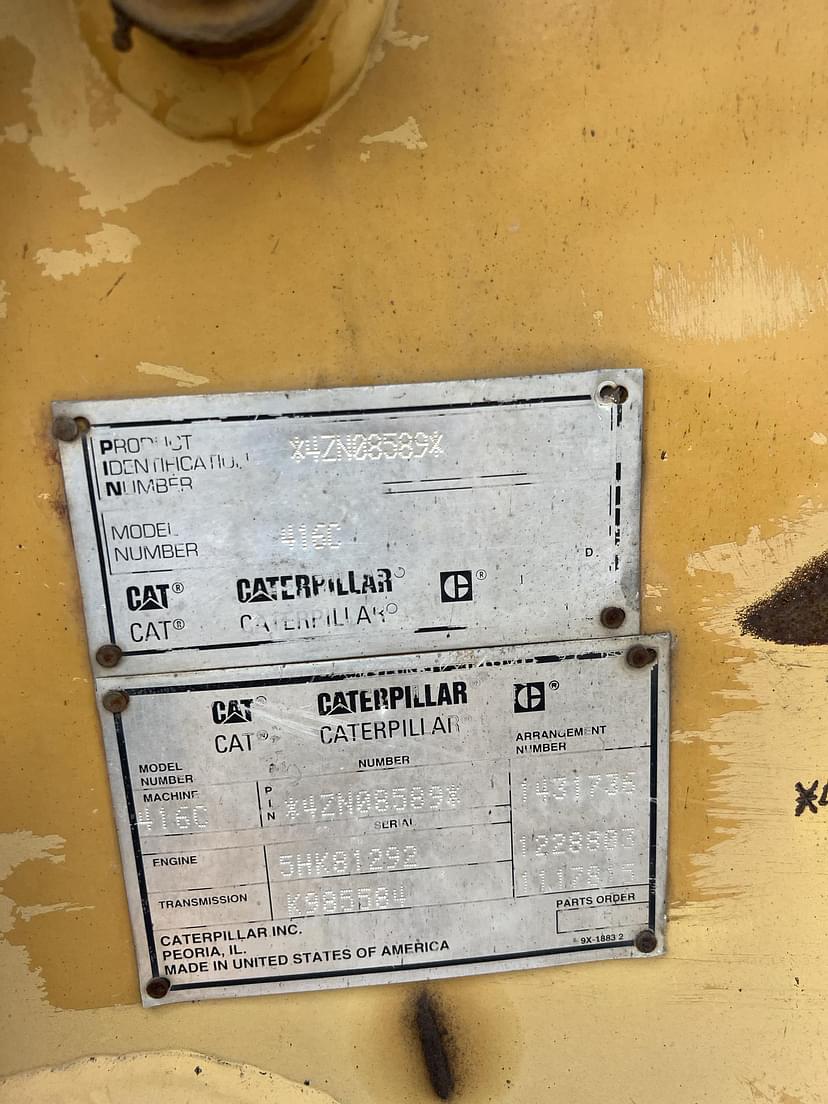 PRODUCT
IDENTIFICATION *4ZN08589*
NUMBER
MODEL
NUMBER 416C
D.
CAT® CATERPILLAR® C®
CAT® CATERPILLAR®
CAT® CATERPILLAR C®
CAT® CATERPILLAR
MODEL NUMBER ARRANGEMENT
NUMBER NUMBER
MACHINE PIN
416C *4ZN08589* 1431736
SERIAL
ENGINE 5HK81292 1228803
TRANSMISSION K985584
PARTS ORDER
CATERPILLAR INC.
PEORIA, IL.
MADE IN UNITED STATES OF AMERICA
9X-1883 2
*4